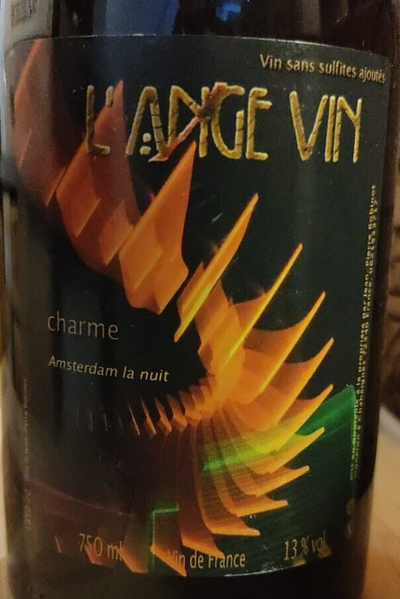 Vin sans sulfites ajoutés
L'ANGE VIN
charme
Amsterdam la nuit
750 ml
Vin de France
13.% vol